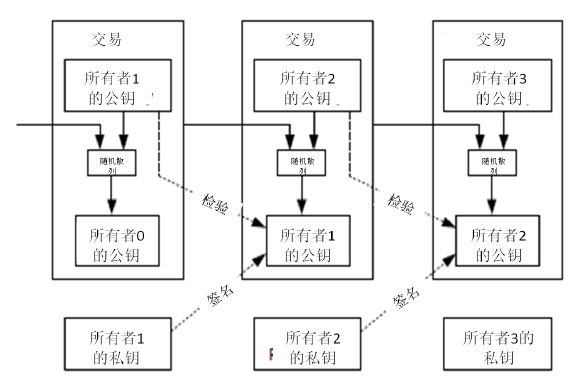 交易
交易
交易
所有者1
的公钥
所有者2
的公钥
所有者3
的公钥
随机散
列
随机散
列
随机散
列
检验
检验
所有者0
的公钥
所有者1
的公钥
所有者2
的公钥
签名
签名
所有者1
的私钥
所有者2
的私钥
所有者3的
私钥